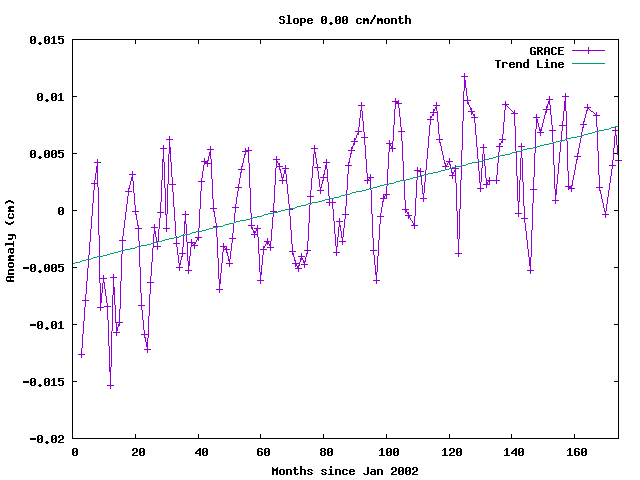 Slope 0.00 cm/month
GRACE
Trend Line
0.015
0.01
0.005
0
-0.005
-0.01
-0.015
-0.02
Anomaly (cm)
0 20 40 60 80 100 120 140 160
Months since Jan 2002